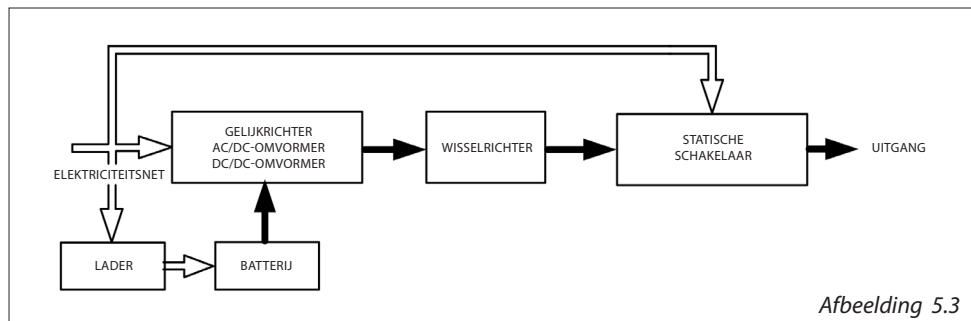 GELIJKRICHTER
AC/DC-OMVORMER
DC/DC-OMVORMER
WISSELRICHTER
STATISCHE
SCHAKELAAR
UITGANG
ELEKTRICITEITSNET
LADER
BATTERIJ
Afbeelding 5.3